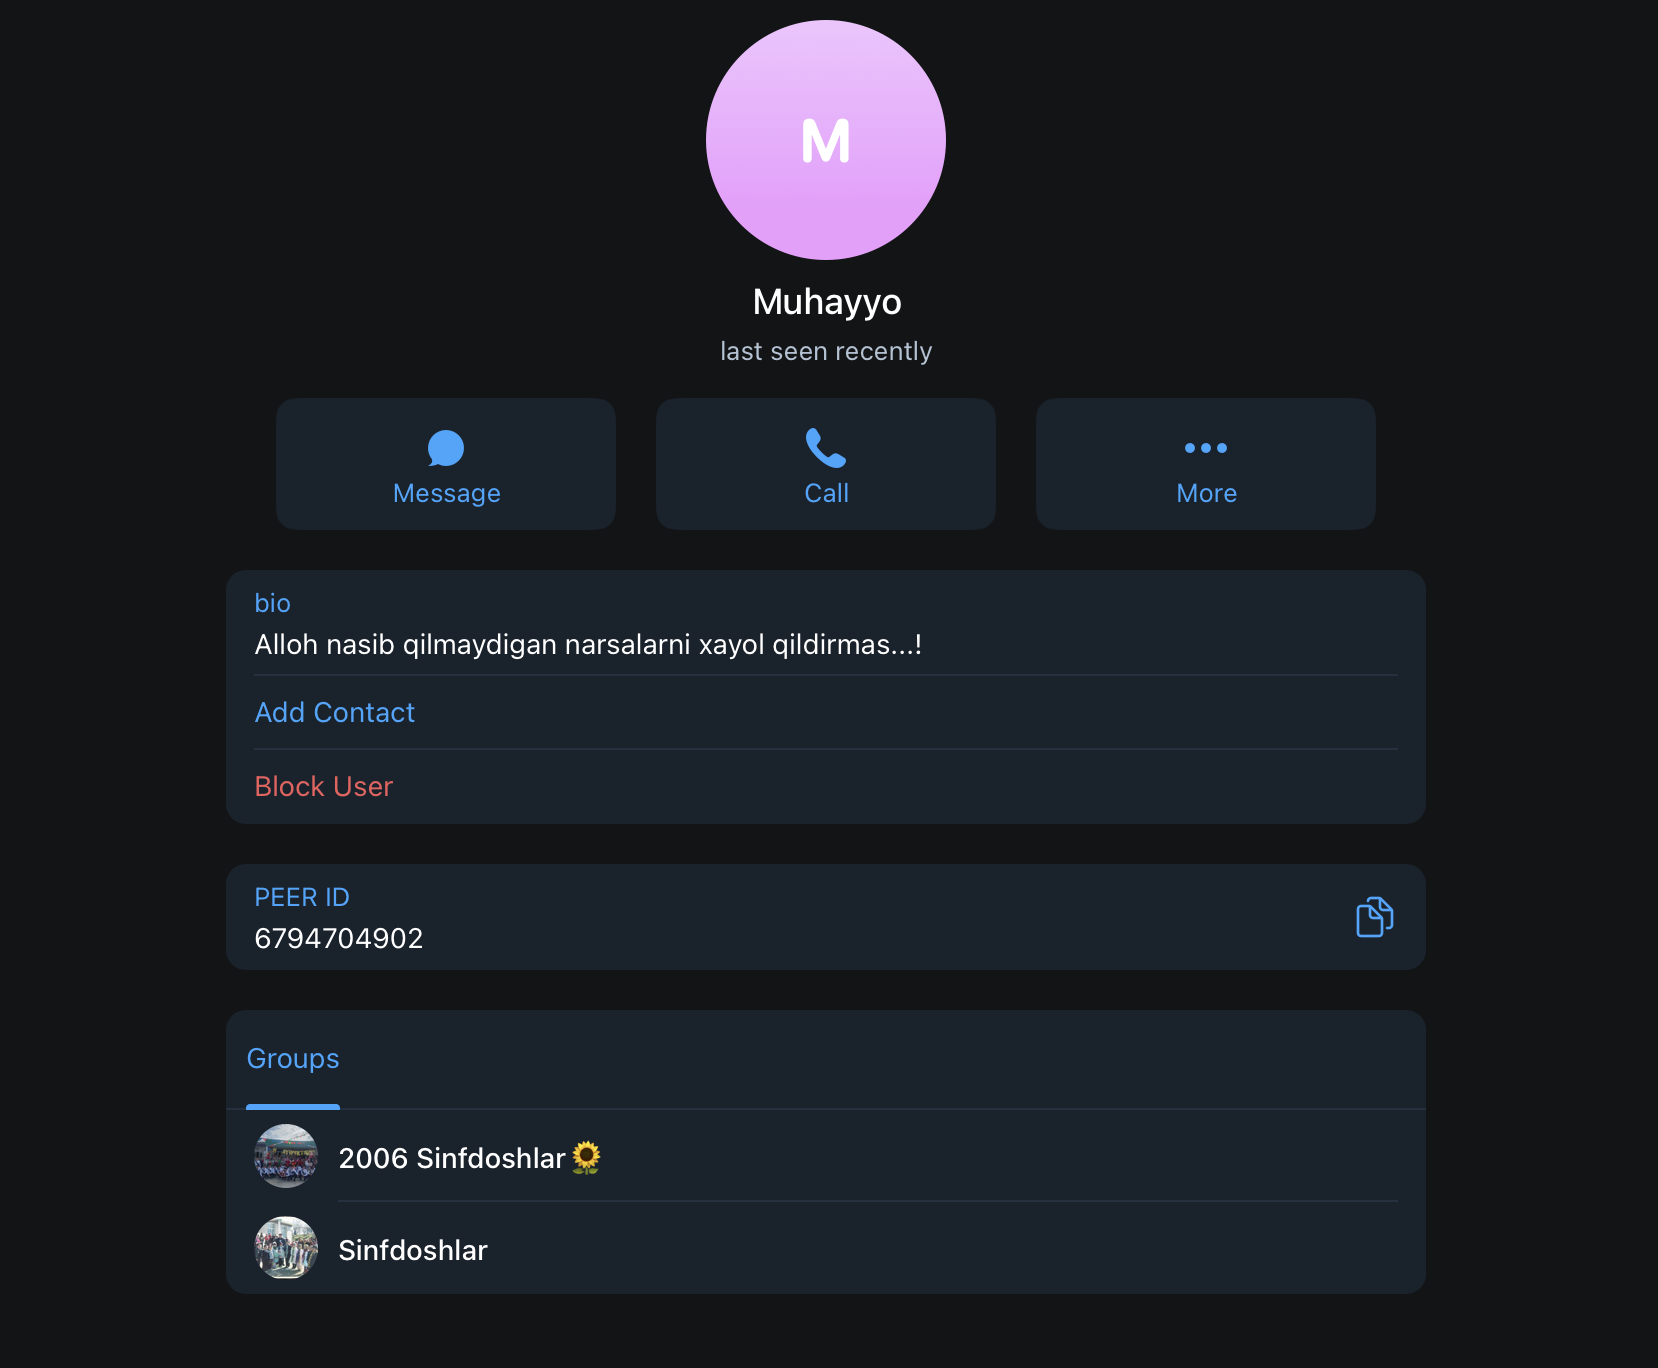 M
Muhayyo
last seen recently
Message
Call
More
bio
Alloh nasib qilmaydigan narsalarni xayol qildirmas...!
Add Contact
Block User
PEER ID
6794704902
Groups
2006 Sinfdoshlar🌻
Sinfdoshlar